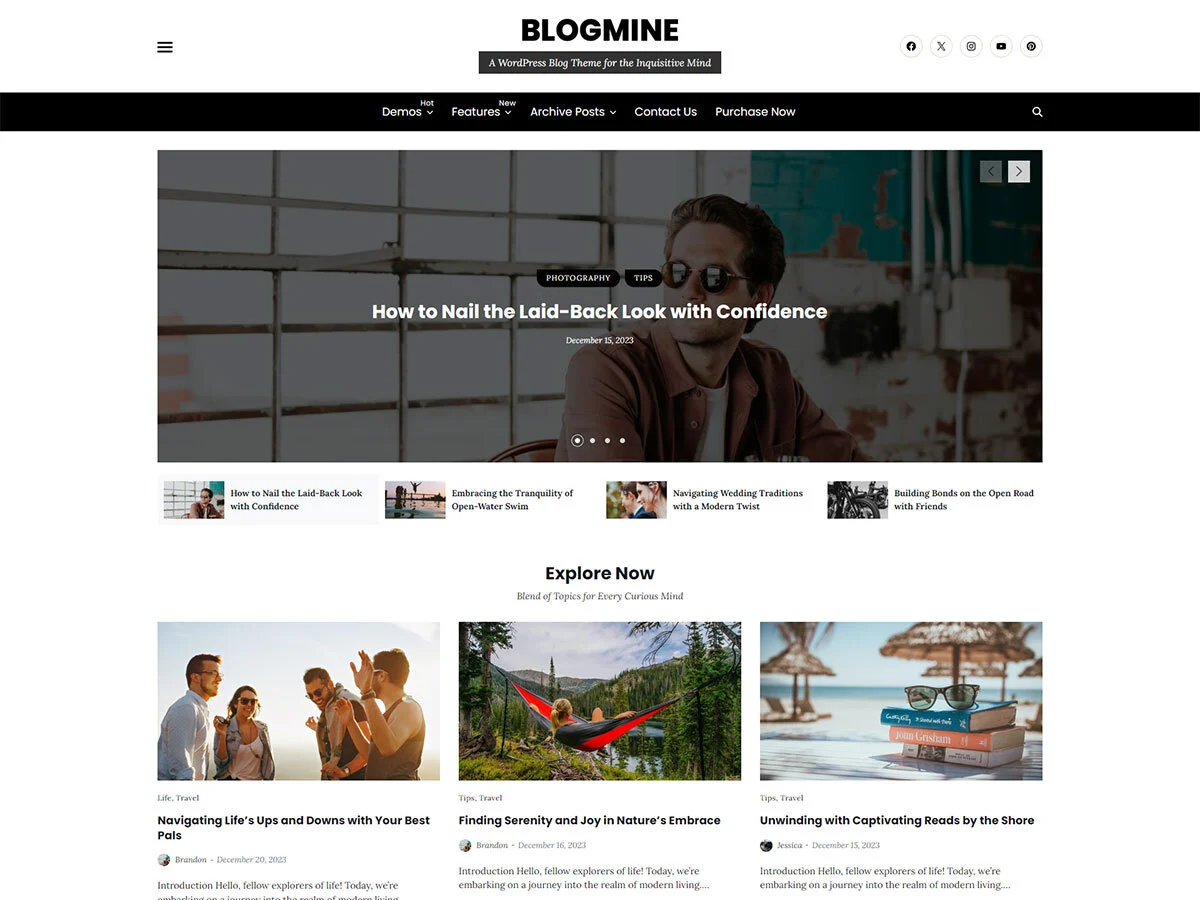 BLOGMINE
A WordPress Blog Theme for the Inquisitive Mind
Hot
New
Demos Features Archive Posts Contact Us Purchase Now
PHOTOGRAPHY TIPS
How to Nail the Laid-Back Look with Confidence
December 15, 2023
How to Nail the Laid-Back Look
with Confidence
Embracing the Tranquility of
Open-Water Swim
Navigating Wedding Traditions
with a Modern Twist
Building Bonds on the Open Road
with Friends
Explore Now
Blend of Topics for Every Curious Mind
John Grisham
Life, Travel
Navigating Life's Ups and Downs with Your Best
Pals
Brandon - December 20, 2023
Introduction Hello, fellow explorers of life! Today, we're
embarking on a journey into the realm of modern living
Tips, Travel
Finding Serenity and Joy in Nature's Embrace
Brandon - December 16, 2023
Introduction Hello, fellow explorers of life! Today, we're
embarking on a journey into the realm of modern living....
Tips, Travel
Unwinding with Captivating Reads by the Shore
Jessica - December 15, 2023
Introduction Hello, fellow explorers of life! Today, we're
embarking on a journey into the realm of modern living....